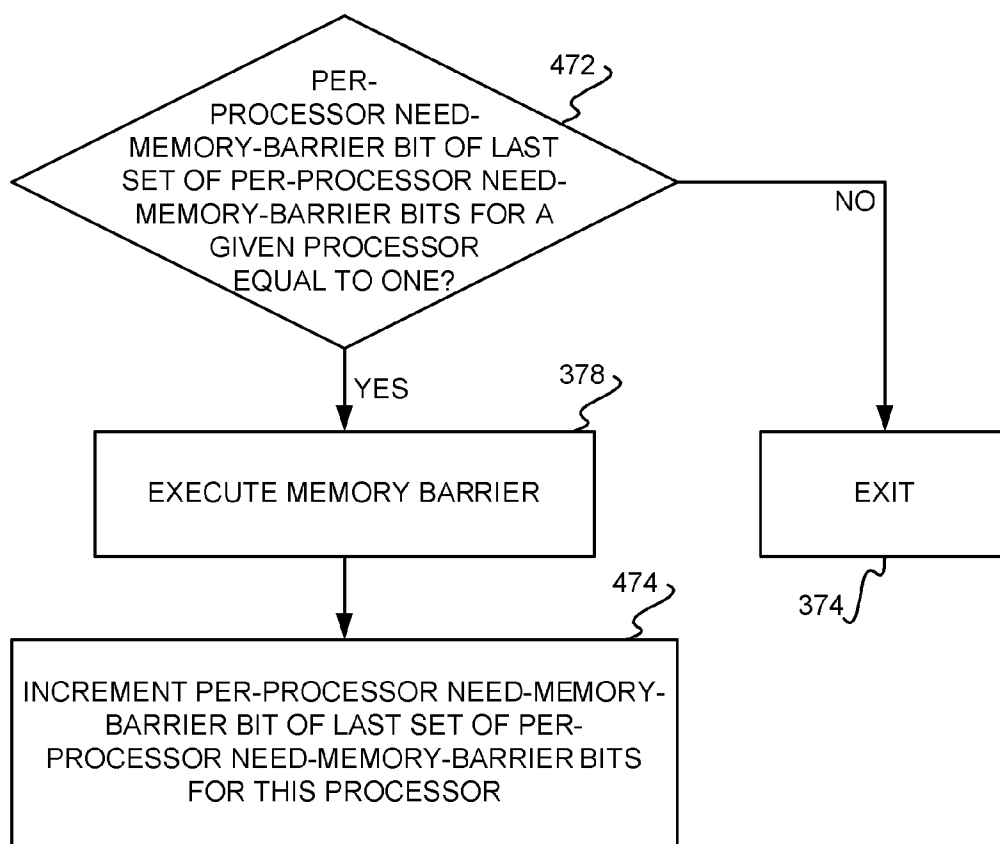 PER-
PROCESSOR NEED-
MEMORY-BARRIER BIT OF LAST
SET OF PER-PROCESSOR NEED-
MEMORY-BARRIER BITS FOR A
GIVEN PROCESSOR
EQUAL TO ONE?
472
NO
YES
378
EXECUTE MEMORY BARRIER
EXIT
374
474
INCREMENT PER-PROCESSOR NEED-MEMORY-
BARRIER BIT OF LAST SET OF PER-
PROCESSOR NEED-MEMORY-BARRIER BITS
FOR THIS PROCESSOR